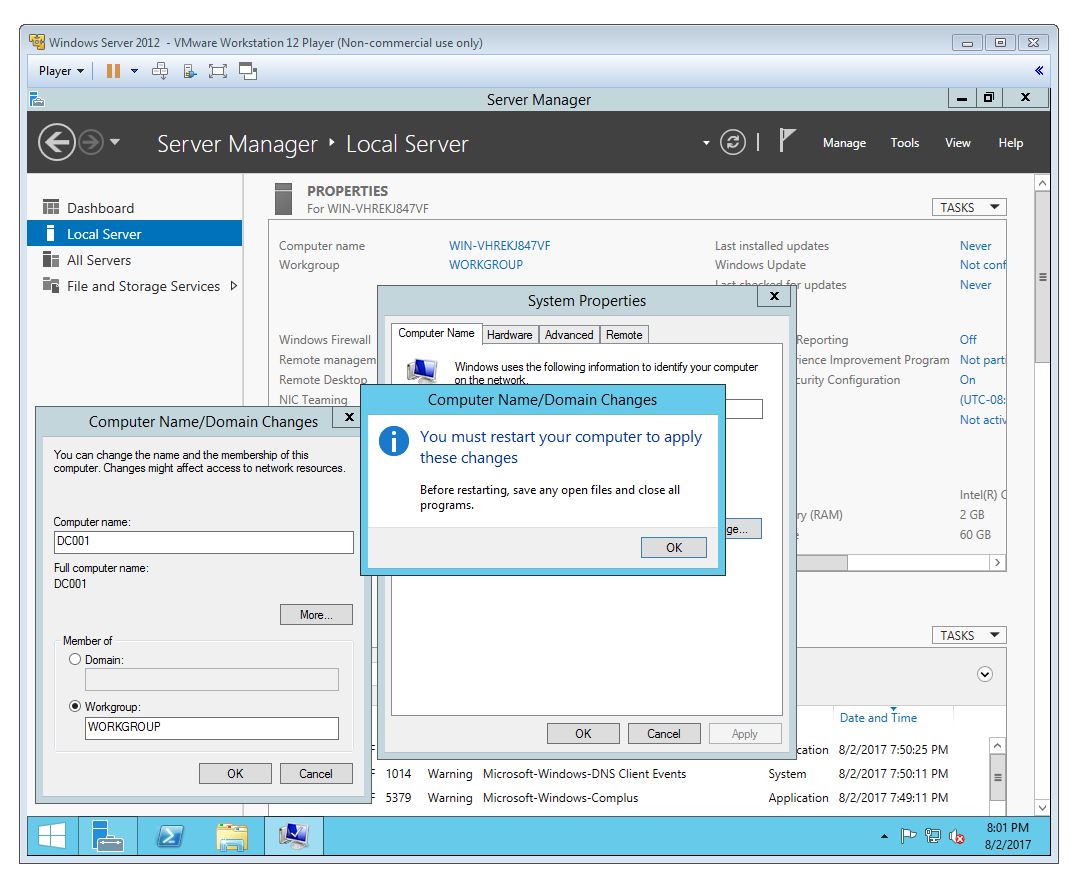 Windows Server 2012 - VMware Workstation 12 Player (Non-commercial use only)
Player
Server Manager
Server Manager Local Server
Manage Tools View Help
Dashboard
Local Server
All Servers
File and Storage Services
PROPERTIES
For WIN-VHREKJ847VF
TASKS
Computer name WIN-VHREKJ847VF
Workgroup WORKGROUP
Last installed updates Never
Windows Update Not conf
Last checked for updates Never
Windows Firewall
Remote managem
Remote Desktop
NIC Teaming
Reporting Off
rience Improvement Program Not parti
curity Configuration On
(UTC-08:
Not activ
Intel(R) C
ry (RAM) 2 GB
60 GB
System Properties
x
Computer Name Hardware Advanced Remote
Windows uses the following information to identify your computer
on the network.
ge...
OK Cancel Apply
Computer Name/Domain Changes
You must restart your computer to apply
these changes
Before restarting, save any open files and close all
programs.
OK
Computer Name/Domain Changes
x
You can change the name and the membership of this
computer. Changes might affect access to network resources.
Computer name:
DC001
Full computer name:
DC001
More...
Member of
Domain:
Workgroup:
WORKGROUP
OK Cancel
TASKS
Date and Time
cation 8/2/2017 7:50:25 PM
1014 Warning Microsoft-Windows-DNS Client Events System 8/2/2017 7:50:11 PM
5379 Warning Microsoft-Windows-Complus Application 8/2/2017 7:49:11 PM
8:01 PM
8/2/2017